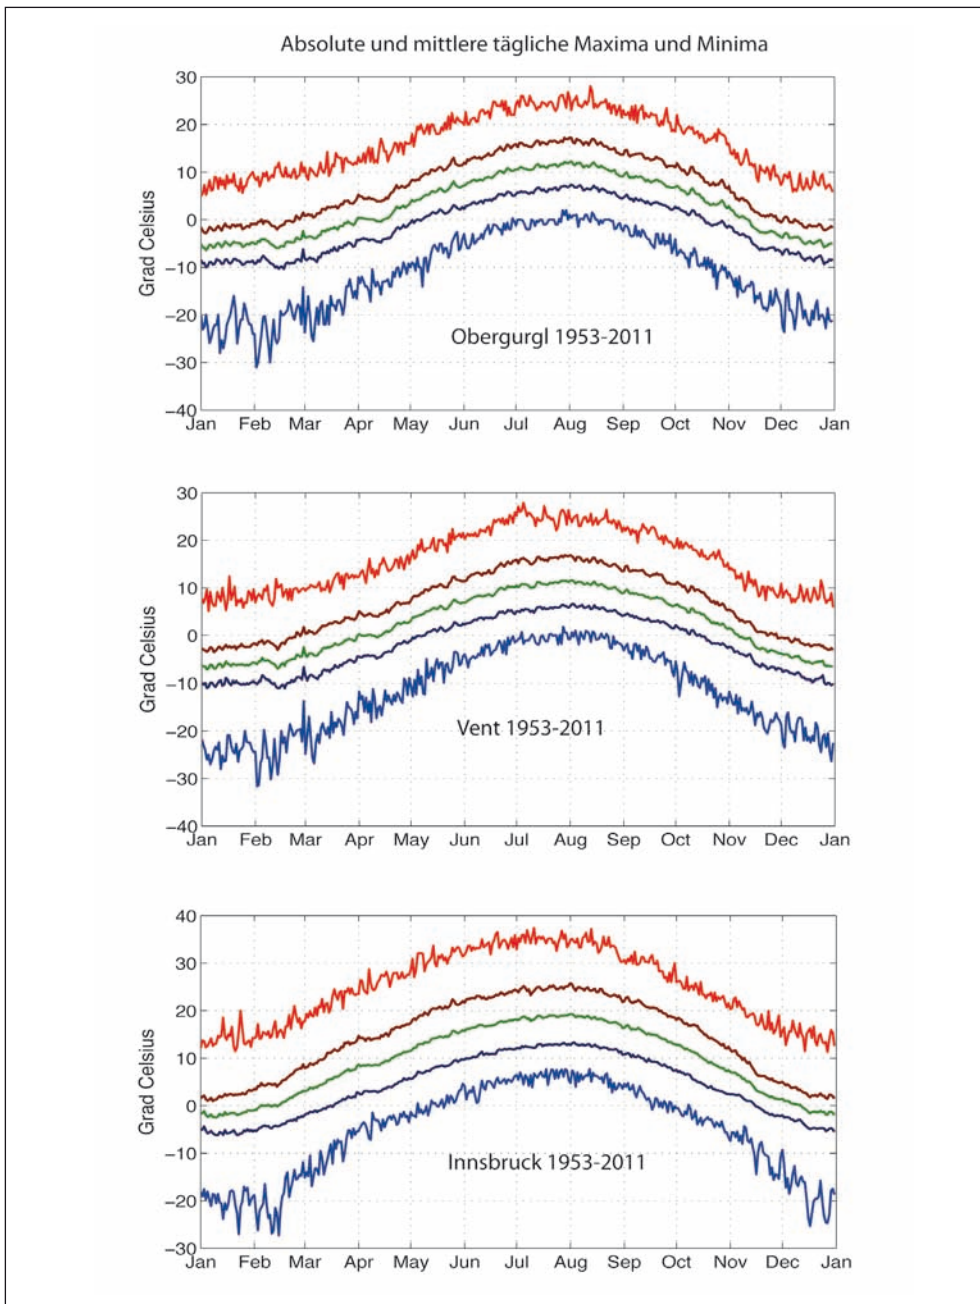 Absolute und mittlere tägliche Maxima und Minima
30
20
10
0
−10
−20
−30
−40
Grad Celsius
Obergurgl 1953-2011
Jan Feb Mar Apr May Jun Jul Aug Sep Oct Nov Dec Jan
30
20
10
0
−10
−20
−30
−40
Grad Celsius
Vent 1953-2011
Jan Feb Mar Apr May Jun Jul Aug Sep Oct Nov Dec Jan
40
30
20
10
0
−10
−20
−30
Grad Celsius
Innsbruck 1953-2011
Jan Feb Mar Apr May Jun Jul Aug Sep Oct Nov Dec Jan